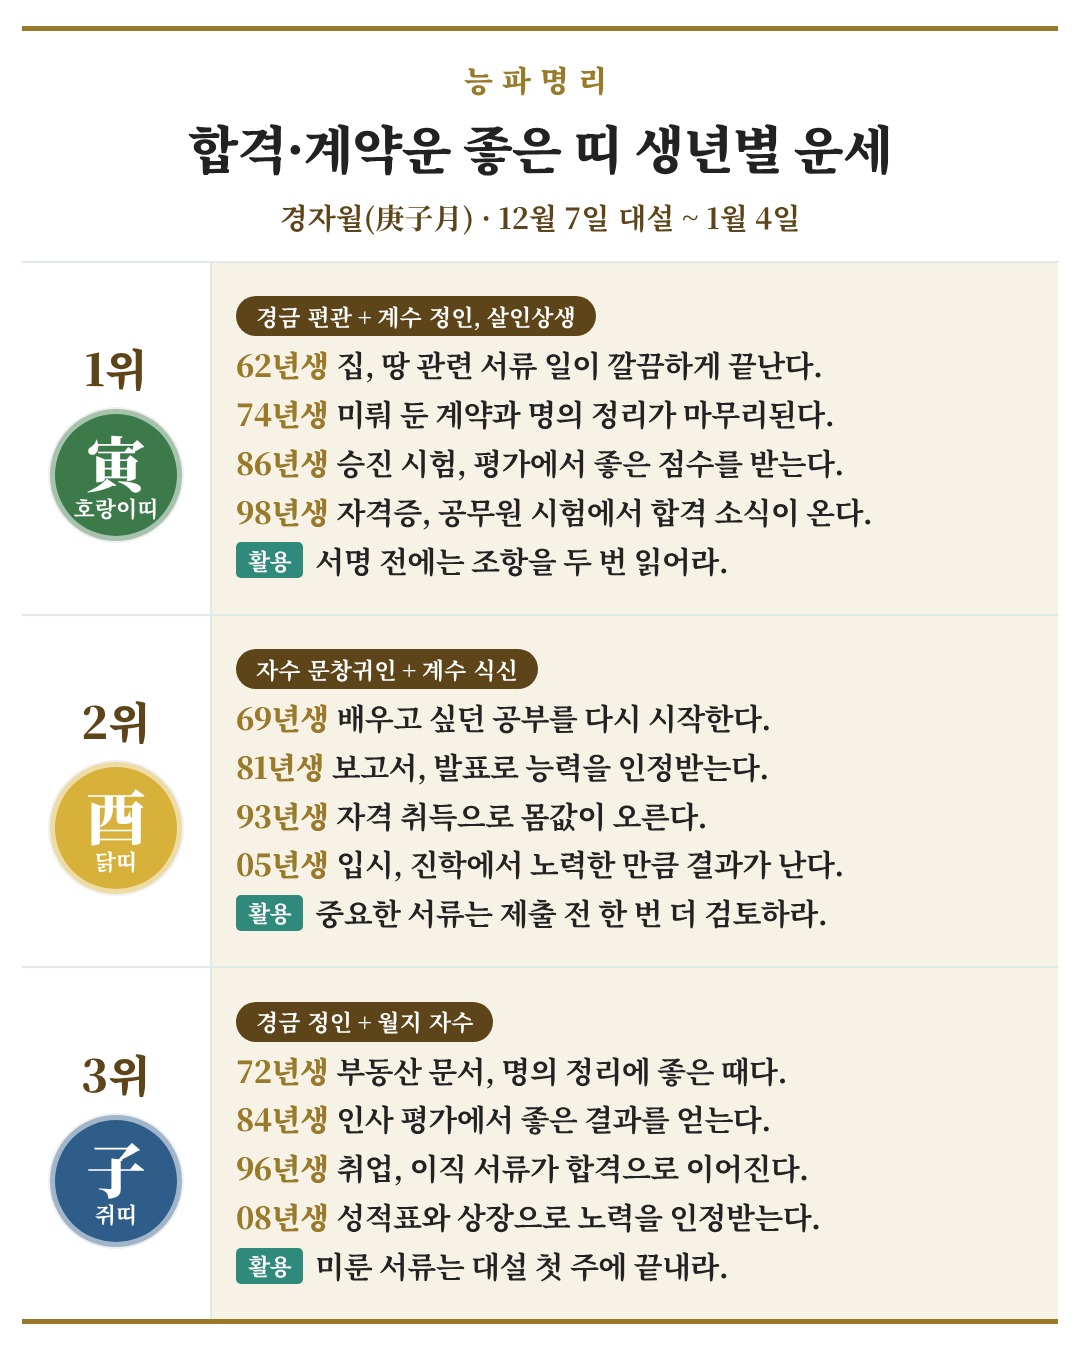 능파명리
합격·계약운 좋은 띠 생년별 운세
경자월(庚子月) · 12월 7일 대설 ~ 1월 4일
1위
寅
호랑이띠
경금 편관 + 계수 정인, 살인상생
62년생 집, 땅 관련 서류 일이 깔끔하게 끝난다.
74년생 미뤄 둔 계약과 명의 정리가 마무리된다.
86년생 승진 시험, 평가에서 좋은 점수를 받는다.
98년생 자격증, 공무원 시험에서 합격 소식이 온다.
활용 서명 전에는 조항을 두 번 읽어라.
2위
酉
닭띠
자수 문창귀인 + 계수 식신
69년생 배우고 싶던 공부를 다시 시작한다.
81년생 보고서, 발표로 능력을 인정받는다.
93년생 자격 취득으로 몸값이 오른다.
05년생 입시, 진학에서 노력한 만큼 결과가 난다.
활용 중요한 서류는 제출 전 한 번 더 검토하라.
3위
子
쥐띠
경금 정인 + 월지 자수
72년생 부동산 문서, 명의 정리에 좋은 때다.
84년생 인사 평가에서 좋은 결과를 얻는다.
96년생 취업, 이직 서류가 합격으로 이어진다.
08년생 성적표와 상장으로 노력을 인정받는다.
활용 미룬 서류는 대설 첫 주에 끝내라.